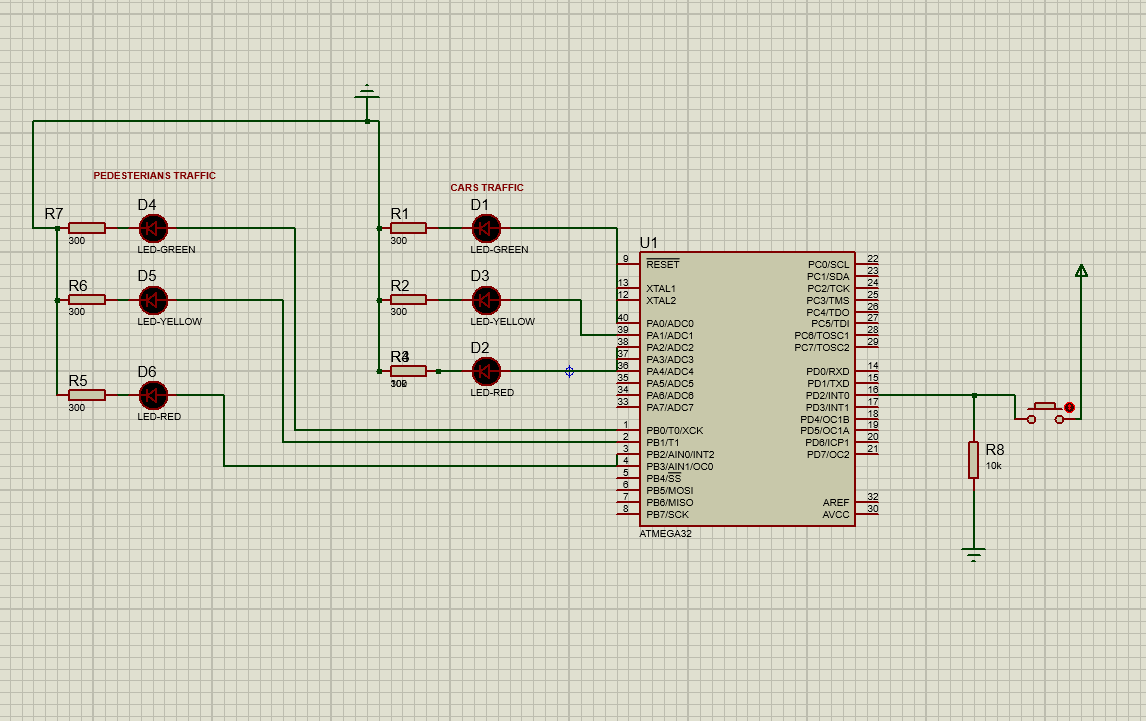 PEDESTERIANS TRAFFIC
CARS TRAFFIC
R7
300
D4
LED-GREEN
R6
300
D5
LED-YELLOW
R5
300
D6
LED-RED
R1
300
D1
LED-GREEN
R2
300
D3
LED-YELLOW
D2
LED-RED
U1
9 RESET
13 XTAL1
12 XTAL2
40 PA0/ADC0
39 PA1/ADC1
38 PA2/ADC2
37 PA3/ADC3
36 PA4/ADC4
35 PA5/ADC5
34 PA6/ADC6
33 PA7/ADC7
1 PB0/T0/XCK
2 PB1/T1
3 PB2/AIN0/INT2
4 PB3/AIN1/OC0
5 PB4/SS
6 PB5/MOSI
7 PB6/MISO
8 PB7/SCK
PC0/SCL 22
PC1/SDA 23
PC2/TCK 24
PC3/TMS 25
PC4/TDO 26
PC5/TDI 27
PC6/TOSC1 28
PC7/TOSC2 29
PD0/RXD 14
PD1/TXD 15
PD2/INT0 16
PD3/INT1 17
PD4/OC1B 18
PD5/OC1A 19
PD6/ICP1 20
PD7/OC2 21
AREF 32
AVCC 30
ATMEGA32
R8
10k